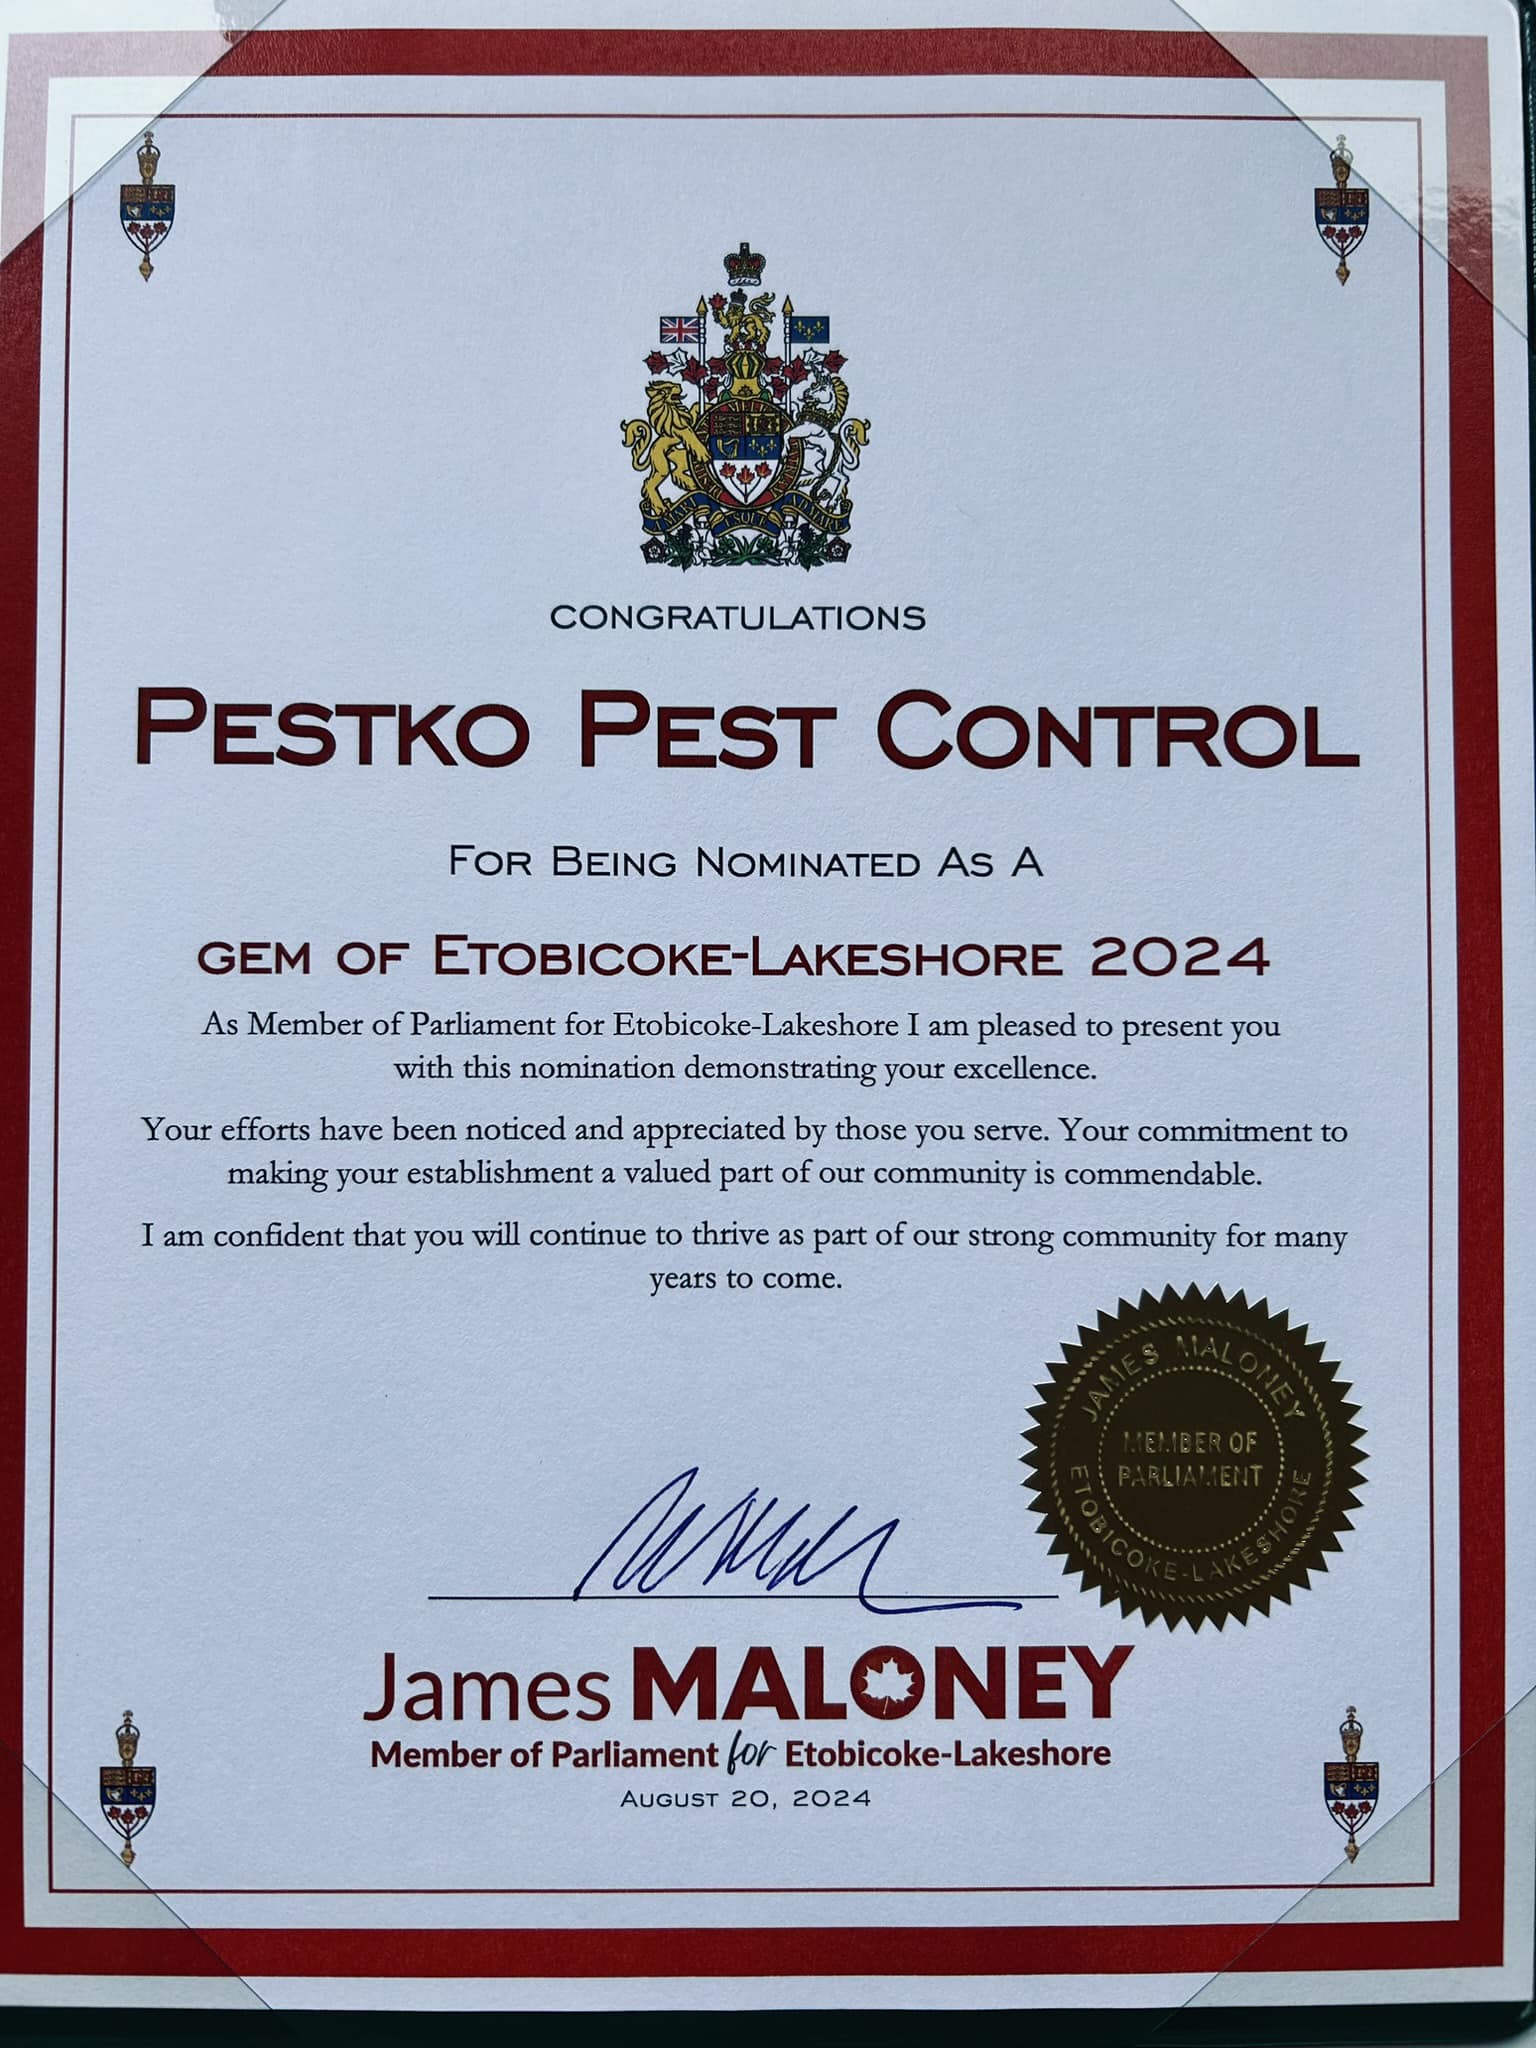 CONGRATULATIONS
PESTKO PEST CONTROL
FOR BEING NOMINATED AS A
GEM OF ETOBICOKE-LAKESHORE 2024
As Member of Parliament for Etobicoke-Lakeshore I am pleased to present you
with this nomination demonstrating your excellence.
Your efforts have been noticed and appreciated by those you serve. Your commitment to
making your establishment a valued part of our community is commendable.
I am confident that you will continue to thrive as part of our strong community for many
years to come.
JAMES MALONEY
MEMBER OF
PARLIAMENT
ETOBICOKE-LAKESHORE
James MALONEY
Member of Parliament for Etobicoke-Lakeshore
AUGUST 20, 2024